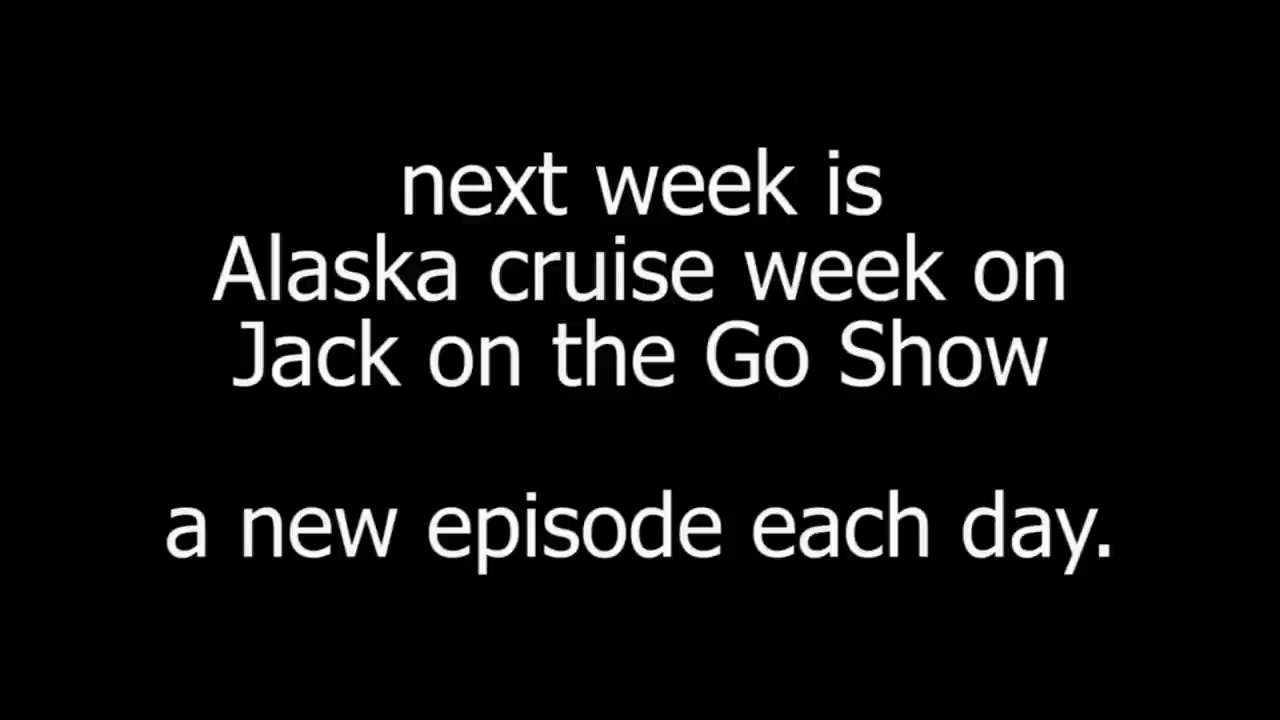 next week is
Alaska cruise week on
Jack on the Go Show
a new episode each day.